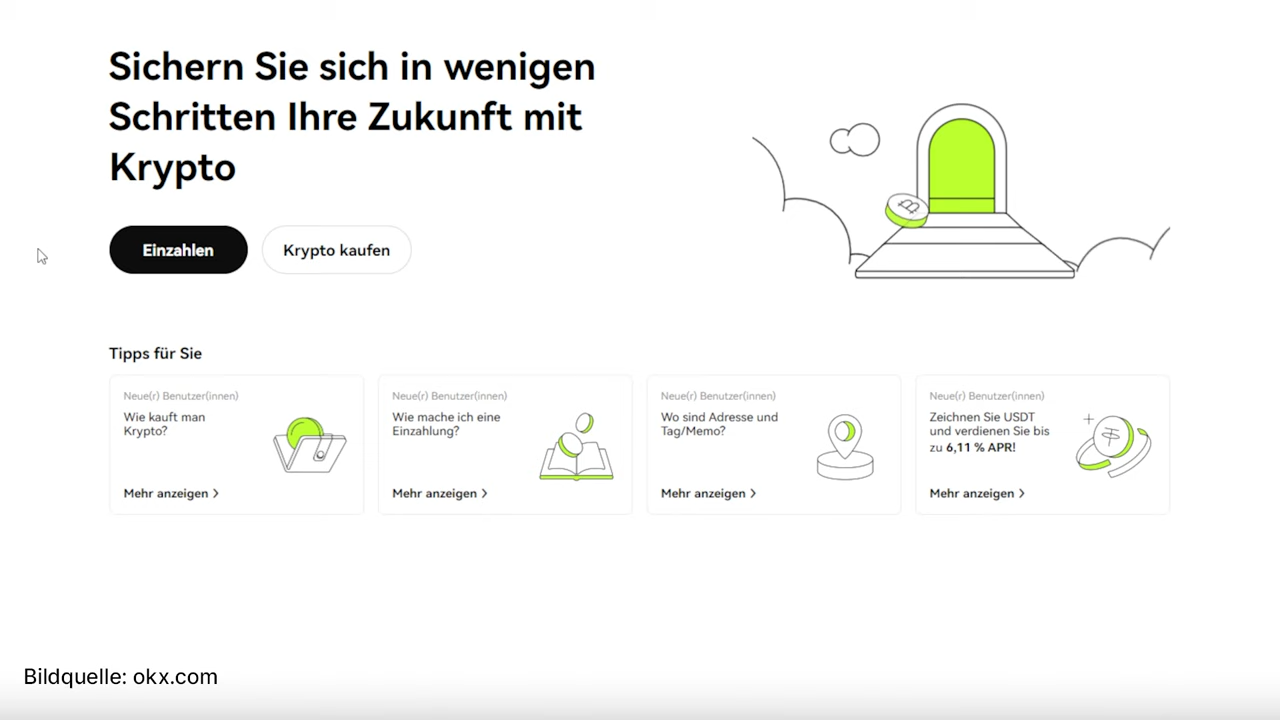 Sichern Sie sich in wenigen
Schritten Ihre Zukunft mit
Krypto
Einzahlen
Krypto kaufen
Tipps für Sie
Neue(r) Benutzer(innen)
Wie kauft man
Krypto?
Mehr anzeigen
Neue(r) Benutzer(innen)
Wie mache ich eine
Einzahlung?
Mehr anzeigen
Neue(r) Benutzer(innen)
Wo sind Adresse und
Tag/Memo?
Mehr anzeigen
Neue(r) Benutzer(innen)
Zeichnen Sie USDT
und verdienen Sie bis
zu 6,11 % APR!
Mehr anzeigen
Bildquelle: okx.com